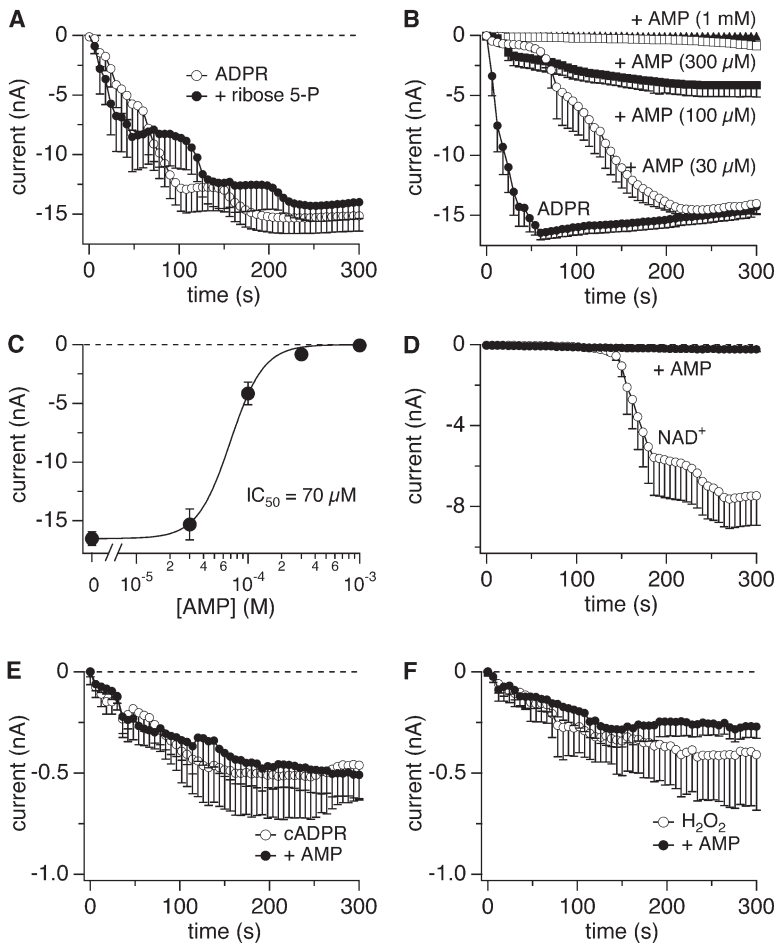 A
0
-5
-10
-15
current (nA)
ADPR
+ ribose 5-P
0
100
200
300
time (s)
B
0
-5
-10
-15
current (nA)
+ AMP (1 mM)
+ AMP (300 µM)
+ AMP (100 µM)
+ AMP (30 µM)
ADPR
0
100
200
300
time (s)
C
0
-5
-10
-15
current (nA)
IC50 = 70 µM
0
10-5
2
4
6
10-4
2
4
6
10-3
[AMP] (M)
D
0
-4
-8
current (nA)
+ AMP
NAD+
0
100
200
300
time (s)
E
0
-0.5
-1.0
current (nA)
cADPR
+ AMP
0
100
200
300
time (s)
F
0
-0.5
-1.0
current (nA)
H2O2
+ AMP
0
100
200
300
time (s)